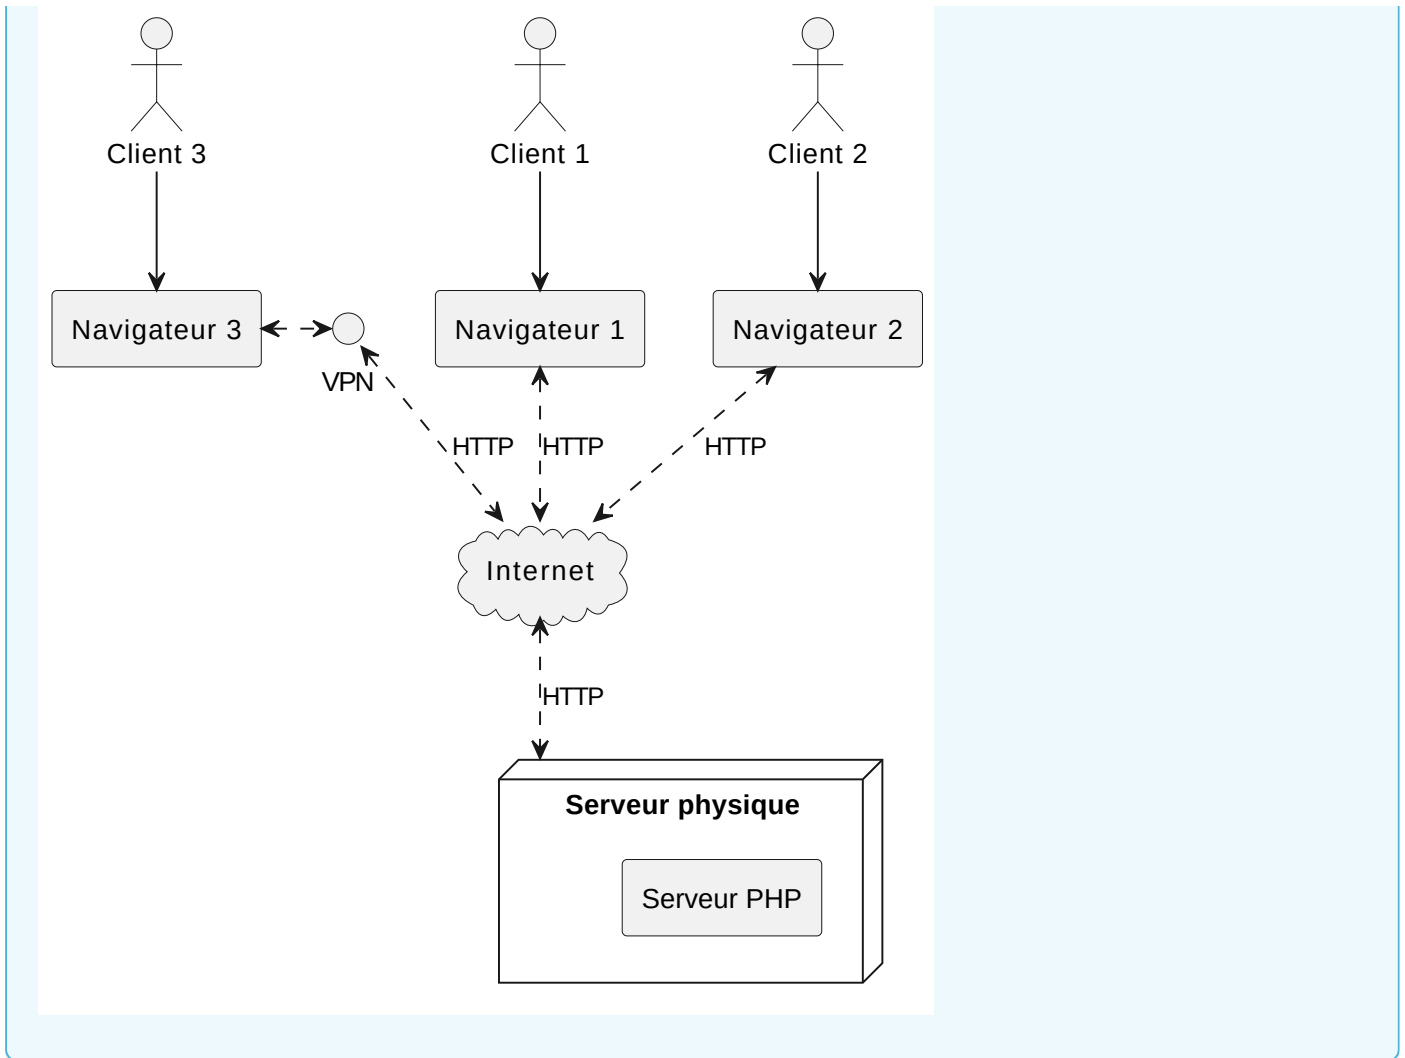 Client 3
Client 1
Client 2
Navigateur 3
Navigateur 1
Navigateur 2
VPN
HTTP
HTTP
HTTP
Internet
HTTP
Serveur physique
Serveur PHP